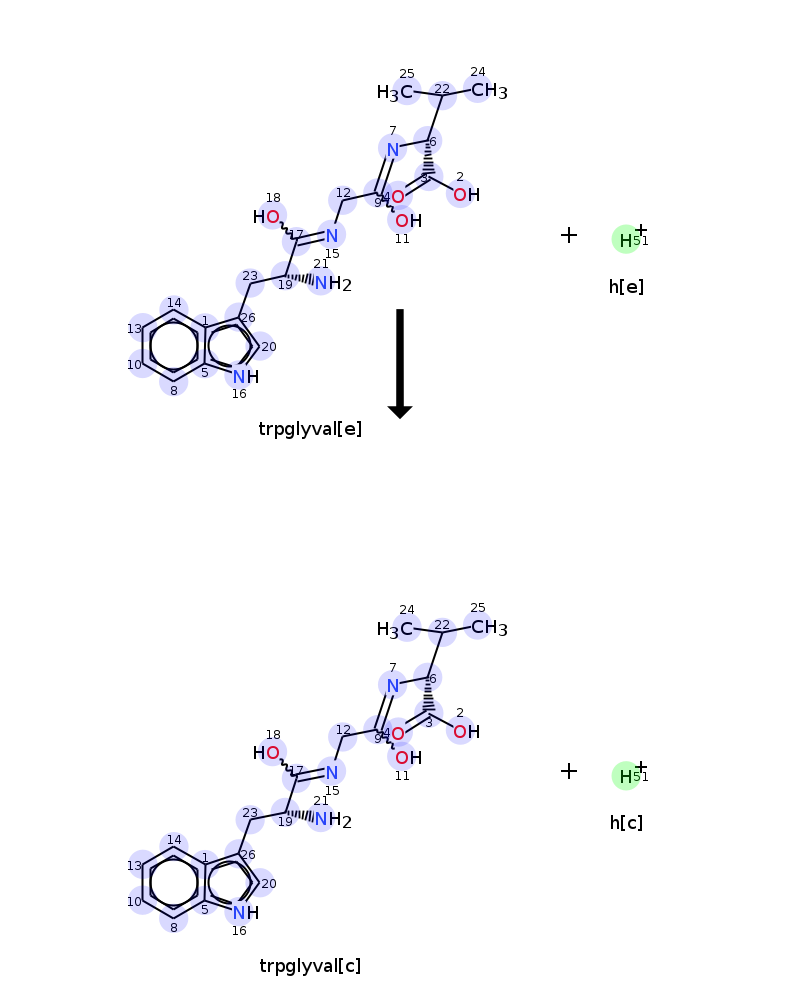 25 24
H3C 22 CH3
7
N 6
2
12 3
18 9 4 O OH
HO OH
17 N 11
15
21
23 19 NH2
14
13 1 26
20
10 5 NH
8 16
trpglyval[e]
+ H+ 51
h[e]
24 25
H3C 22 CH3
7
N 6
2
12 3
18 9 4 O OH
HO OH
17 N 11
15
21
23 19 NH2
14
13 1 26
20
10 5 NH
8 16
trpglyval[c]
+ H+ 51
h[c]